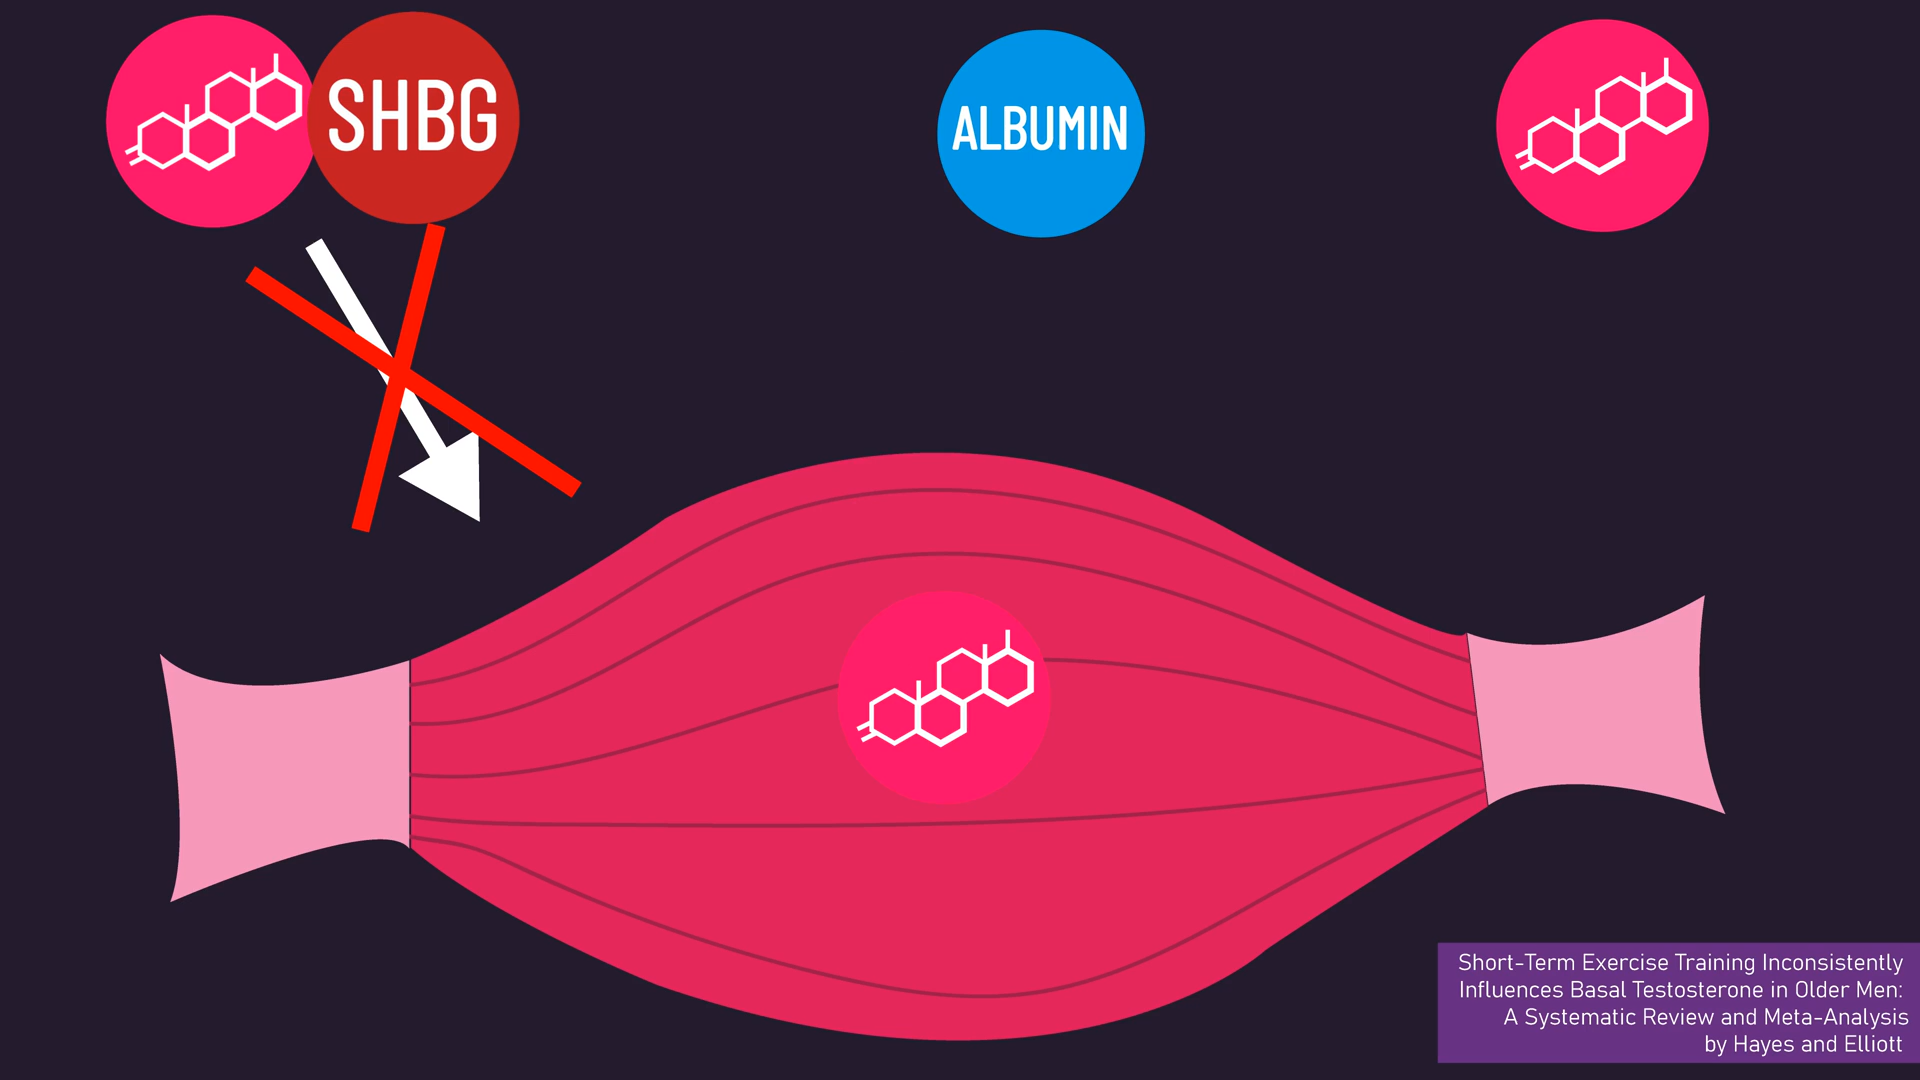 SHBG
ALBUMIN
Short-Term Exercise Training Inconsistently
Influences Basal Testosterone in Older Men:
A Systematic Review and Meta-Analysis
by Hayes and Elliott